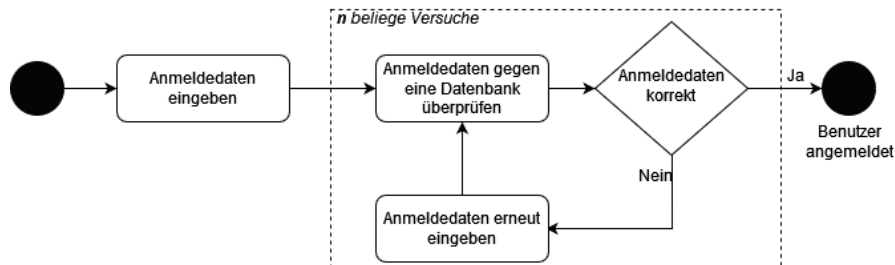 n beliege Versuche
Anmeldedaten
eingeben
Anmeldedaten gegen
eine Datenbank
überprüfen
Anmeldedaten
korrekt
Ja
Benutzer
angemeldet
Nein
Anmeldedaten erneut
eingeben